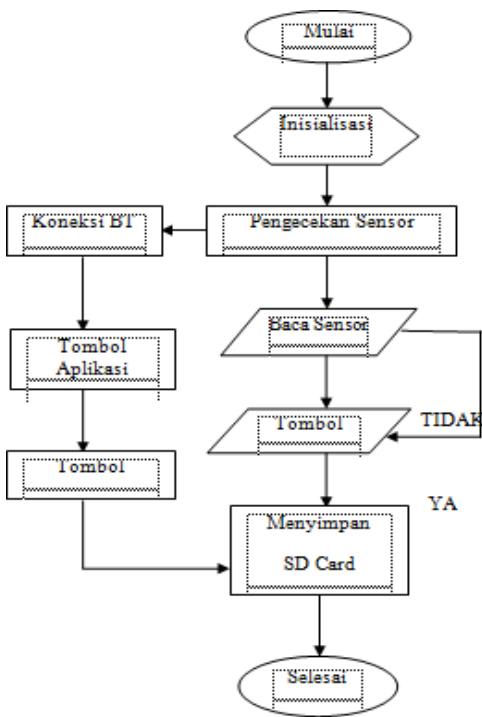 Mulai
Inisialisasi
Koneksi BT
Pengecekan Sensor
Baca Sensor
Tombol
Aplikasi
Tombol
TIDAK
Tombol
YA
Menyimpan
SD Card
Selesai